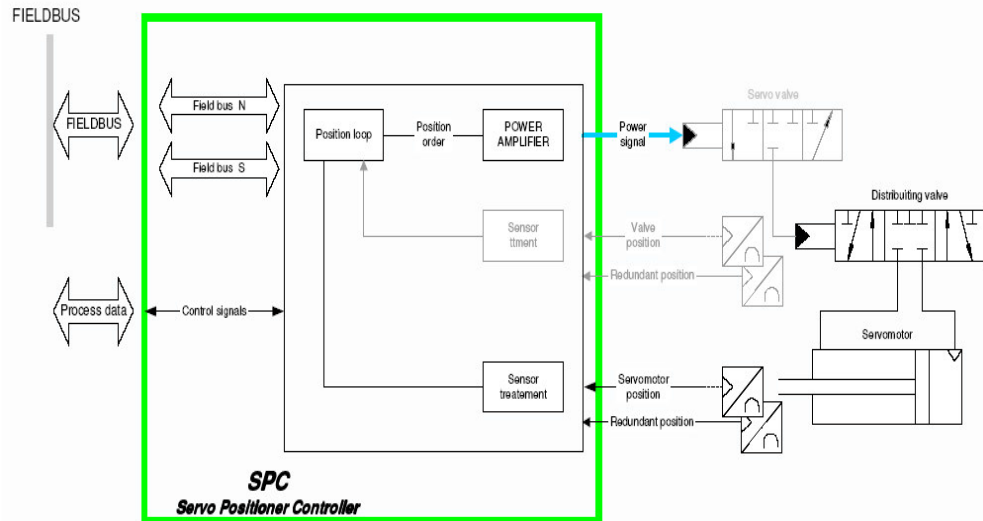 FIELDBUS
FIELDBUS
Field bus N
Field bus S
Position loop
Position
order
POWER
AMPLIFIER
Power
signal
Servo valve
Distribuiting valve
Sensor
ttment
Valve
position
Redundant position
Process data
Control signals
Servomotor
Sensor
treatement
Servomotor
position
Redundant position
SPC
Servo Positioner Controller